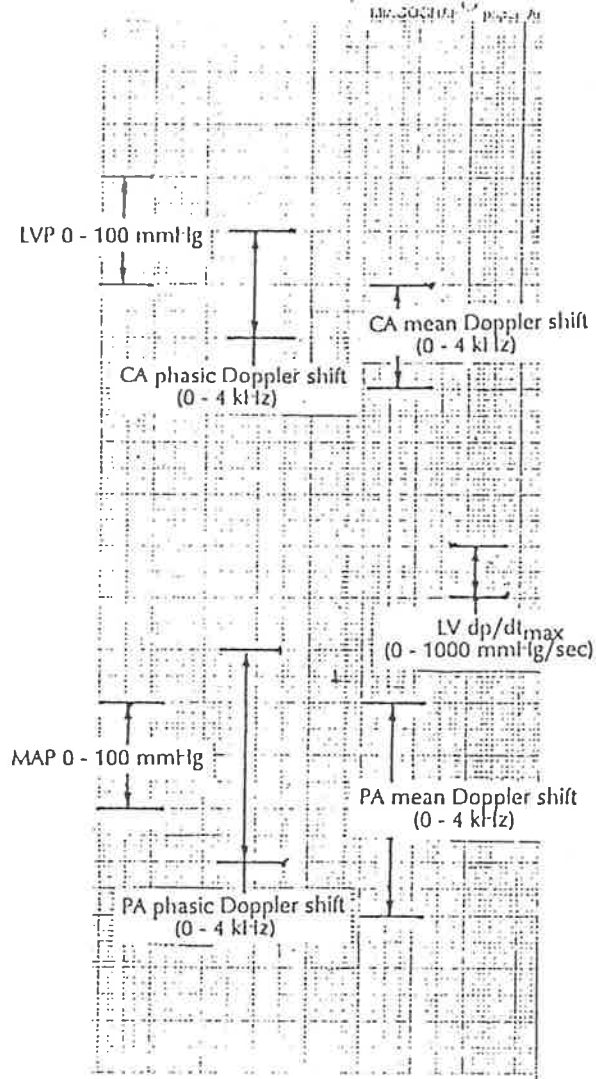 LVP 0 - 100 mmHg
CA mean Doppler shift
(0 - 4 kHz)
CA phasic Doppler shift
(0 - 4 kHz)
LV dp/dtmax
(0 - 1000 mmHg/sec)
MAP 0 - 100 mmHg
PA mean Doppler shift
(0 - 4 kHz)
PA phasic Doppler shift
(0 - 4 kHz)